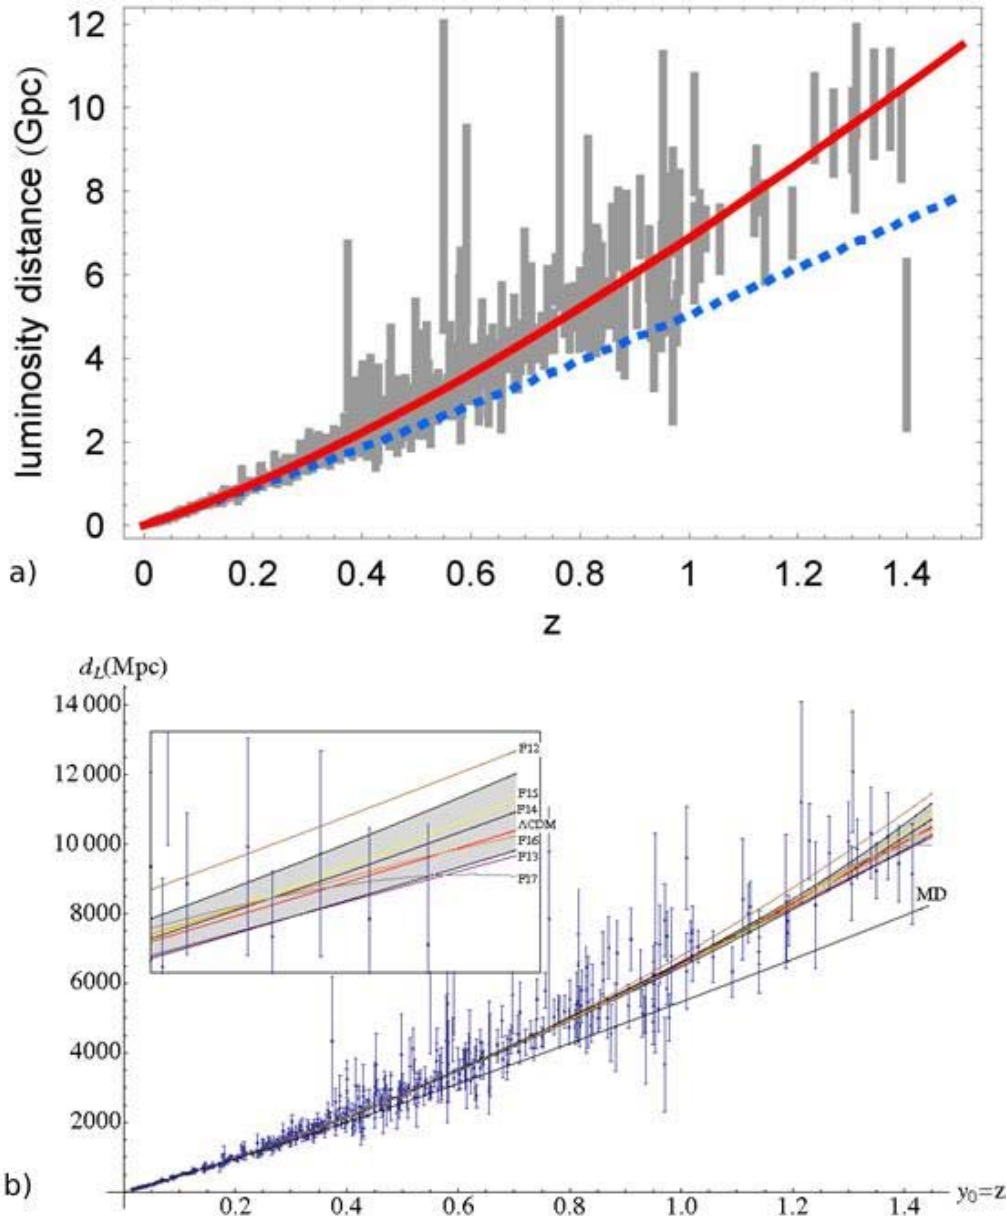 12
10
8
6
4
2
0
luminosity distance (Gpc)
a)
0 0.2 0.4 0.6 0.8 1 1.2 1.4
z
d_L(Mpc)
14 000
12 000
10 000
8000
6000
4000
2000
F12
F15
F14
ΛCDM
F16
F13
F17
MD
b)
0.2 0.4 0.6 0.8 1.0 1.2 1.4
y₀=z